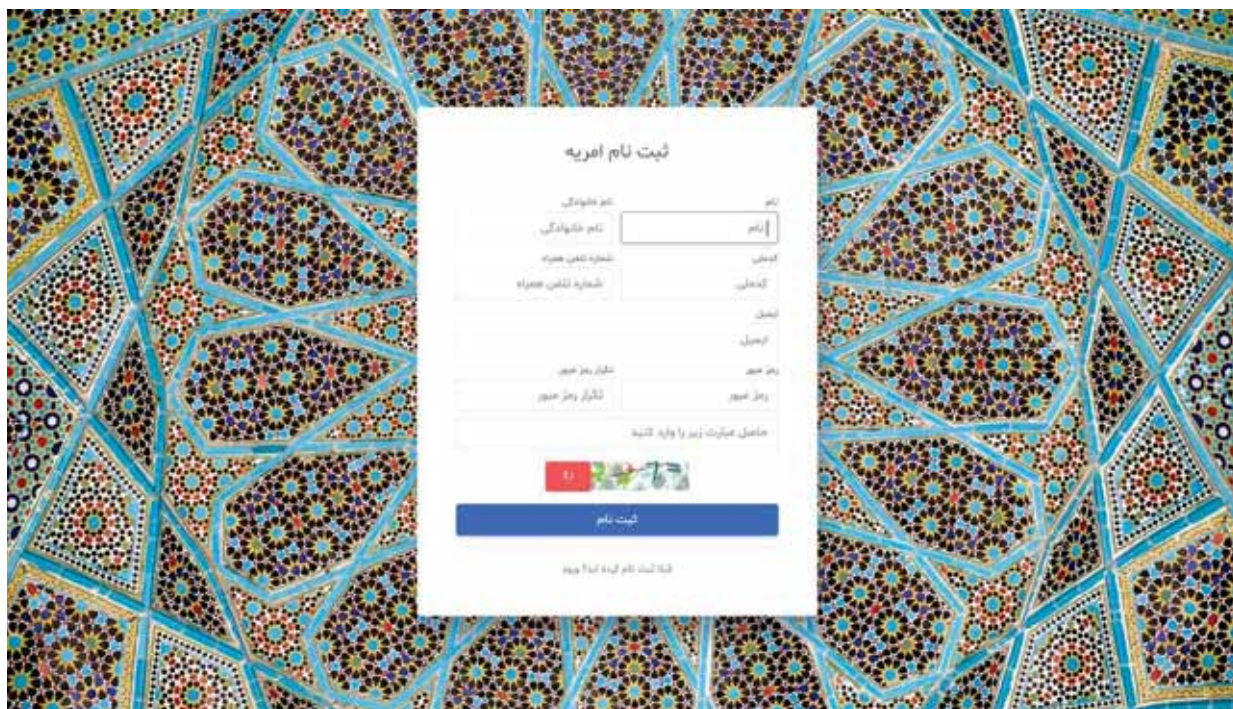 ثبت نام امریه
نام نام خانوادگی
نام نام خانوادگی
کدملی شماره تلفن همراه
کدملی شماره تلفن همراه
ایمیل
ایمیل
رمز عبور تکرار رمز عبور
رمز عبور تکرار رمز عبور
حاصل عبارت زیر را وارد کنید
ثبت نام
قبلا ثبت نام کرده اید؟ ورود